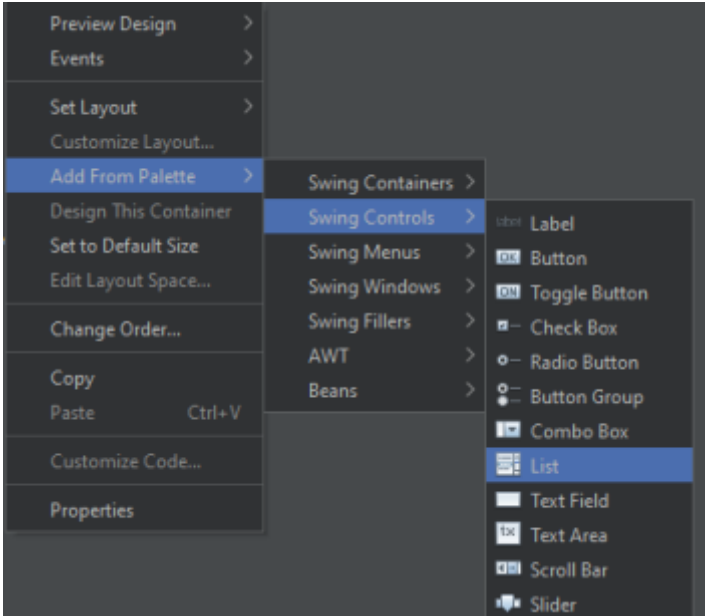 Preview Design
Events
Set Layout
Customize Layout...
Add From Palette
Design This Container
Set to Default Size
Edit Layout Space...
Change Order...
Copy
Paste Ctrl+V
Customize Code...
Properties
Swing Containers
Swing Controls
Swing Menus
Swing Windows
Swing Fillers
AWT
Beans
label Label
OK Button
ON Toggle Button
Check Box
Radio Button
Button Group
Combo Box
List
Text Field
tx Text Area
Scroll Bar
Slider